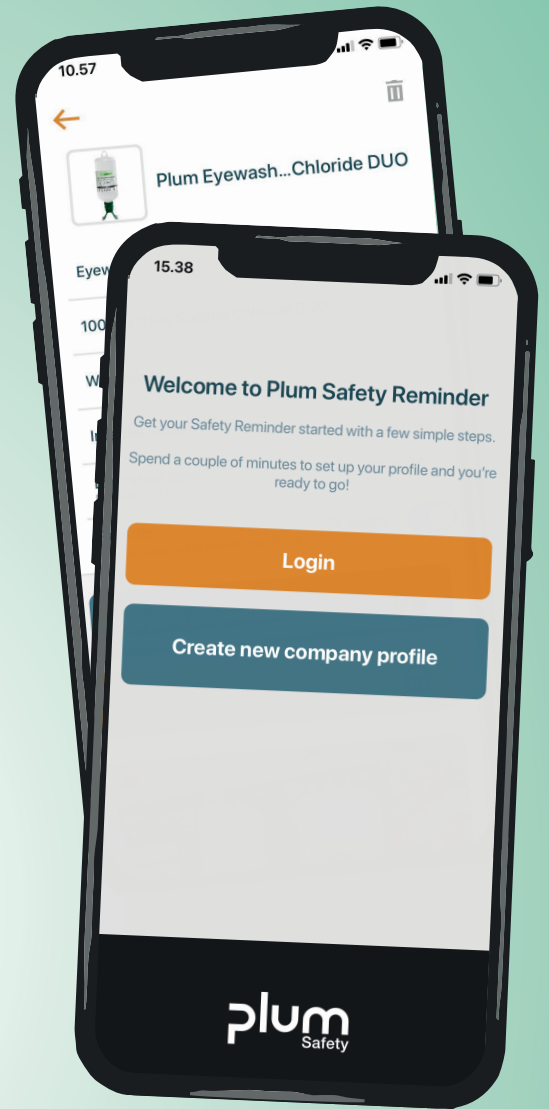 10.57
Plum Eyewash...Chloride DUO
100
15.38
Welcome to Plum Safety Reminder
Get your Safety Reminder started with a few simple steps.
Spend a couple of minutes to set up your profile and you're
ready to go!
Login
Create new company profile
plum
Safety